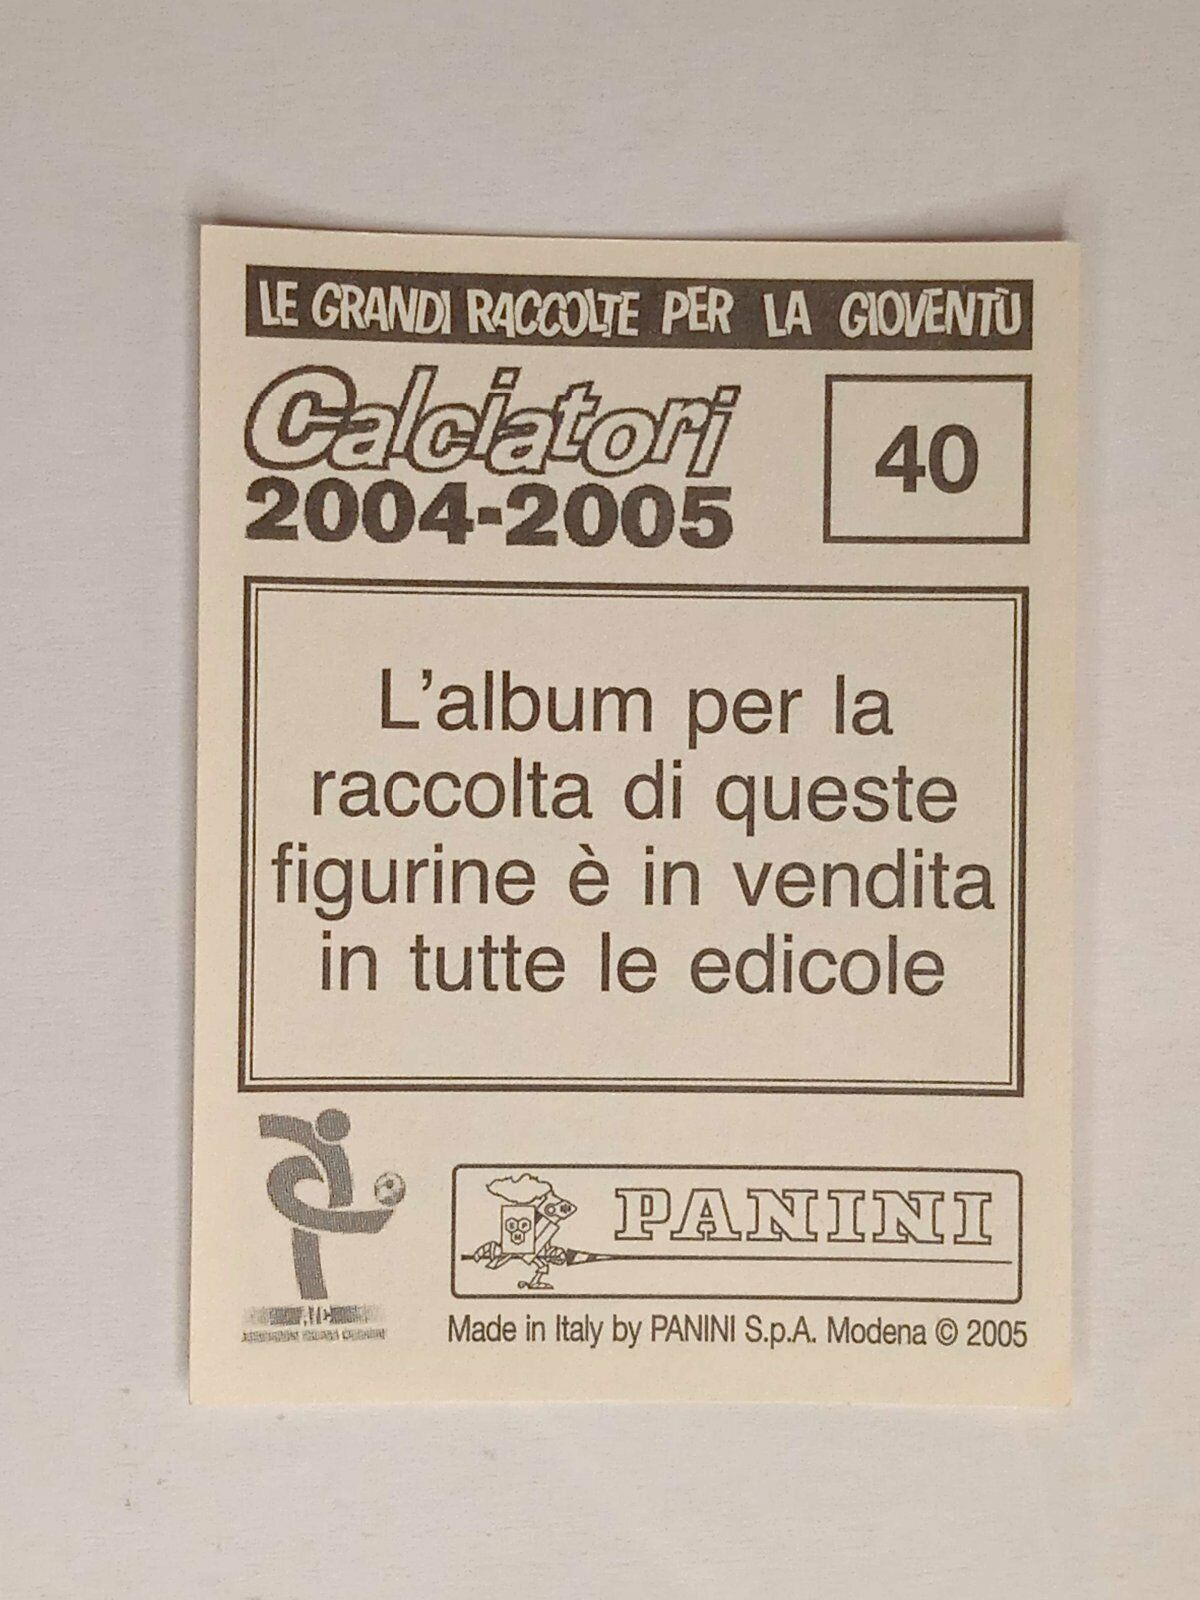 LE GRANDI RACCOLTE PER LA GIOVENTÙ
Calciatori
2004-2005
40
L'album per la
raccolta di queste
figurine è in vendita
in tutte le edicole
PANINI
Made in Italy by PANINI S.p.A. Modena © 2005